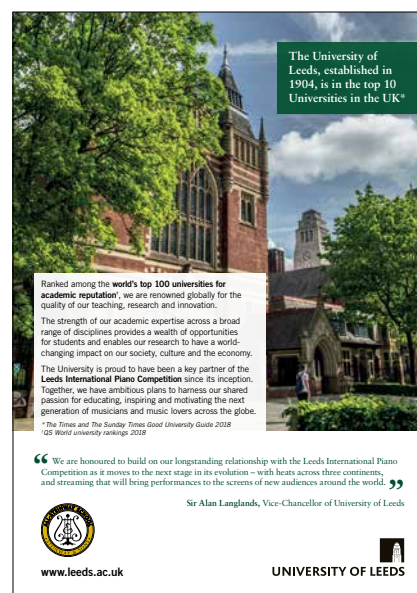 The University of
Leeds, established in
1904, is in the top 10
Universities in the UK*
Ranked among the world's top 100 universities for
academic reputation¹, we are renowned globally for the
quality of our teaching, research and innovation.
The strength of our academic expertise across a broad
range of disciplines provides a wealth of opportunities
for students and enables our research to have a world-
changing impact on our society, culture and the economy.
The University is proud to have been a key partner of the
Leeds International Piano Competition since its inception.
Together, we have ambitious plans to harness our shared
passion for educating, inspiring and motivating the next
generation of musicians and music lovers across the globe.
*The Times and The Sunday Times Good University Guide 2018
¹QS World university rankings 2018
“ We are honoured to build on our longstanding relationship with the Leeds International Piano
Competition as it moves to the next stage in its evolution – with heats across three continents,
and streaming that will bring performances to the screens of new audiences around the world. ”
Sir Alan Langlands, Vice-Chancellor of University of Leeds
ALL-STEINWAY SCHOOL
STEINWAY & SONS
www.leeds.ac.uk
UNIVERSITY OF LEEDS